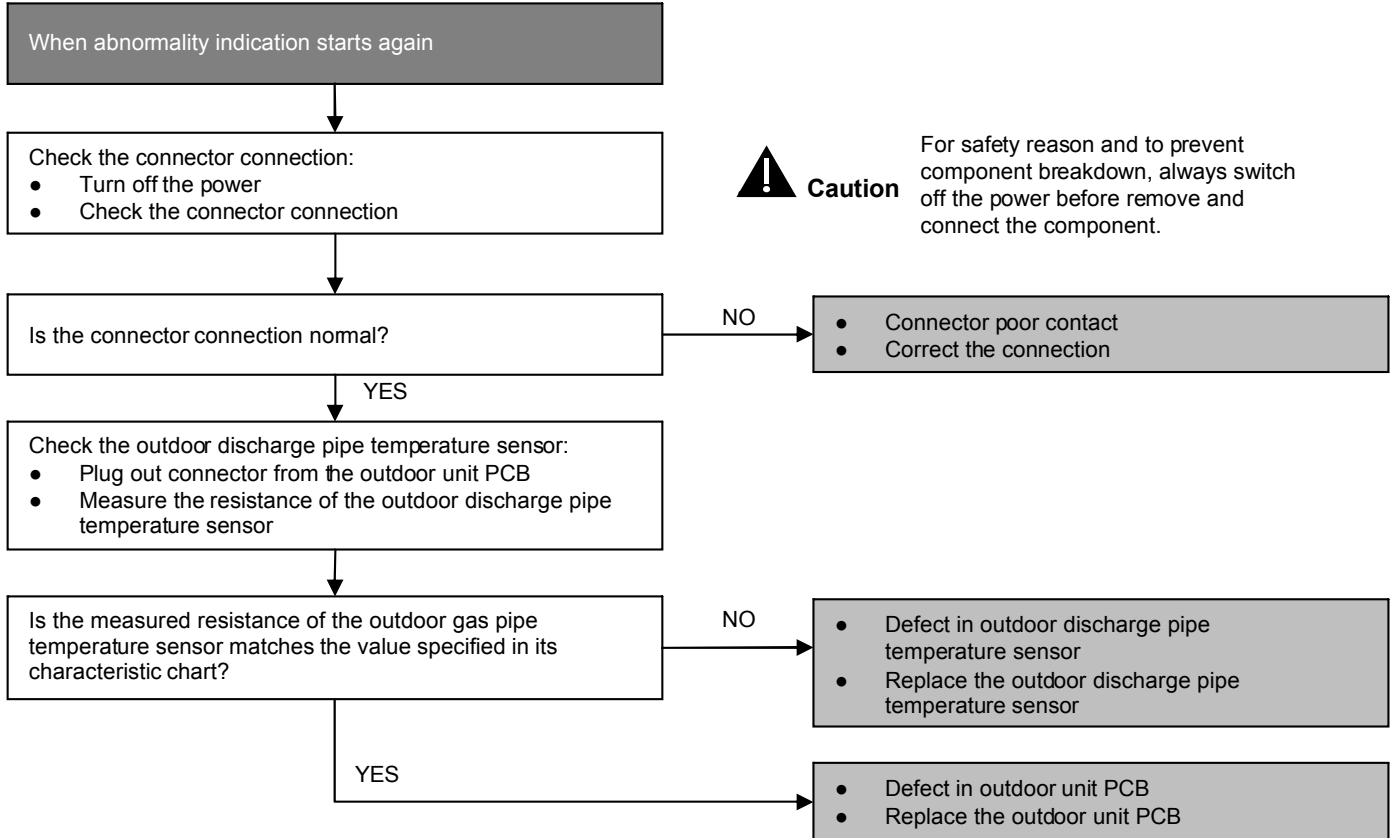 When abnormality indication starts again
Check the connector connection:
● Turn off the power
● Check the connector connection
Caution
For safety reason and to prevent
component breakdown, always switch
off the power before remove and
connect the component.
Is the connector connection normal?
NO
● Connector poor contact
● Correct the connection
YES
Check the outdoor discharge pipe temperature sensor:
● Plug out connector from the outdoor unit PCB
● Measure the resistance of the outdoor discharge pipe
temperature sensor
Is the measured resistance of the outdoor gas pipe
temperature sensor matches the value specified in its
characteristic chart?
NO
● Defect in outdoor discharge pipe
temperature sensor
● Replace the outdoor discharge pipe
temperature sensor
YES
● Defect in outdoor unit PCB
● Replace the outdoor unit PCB